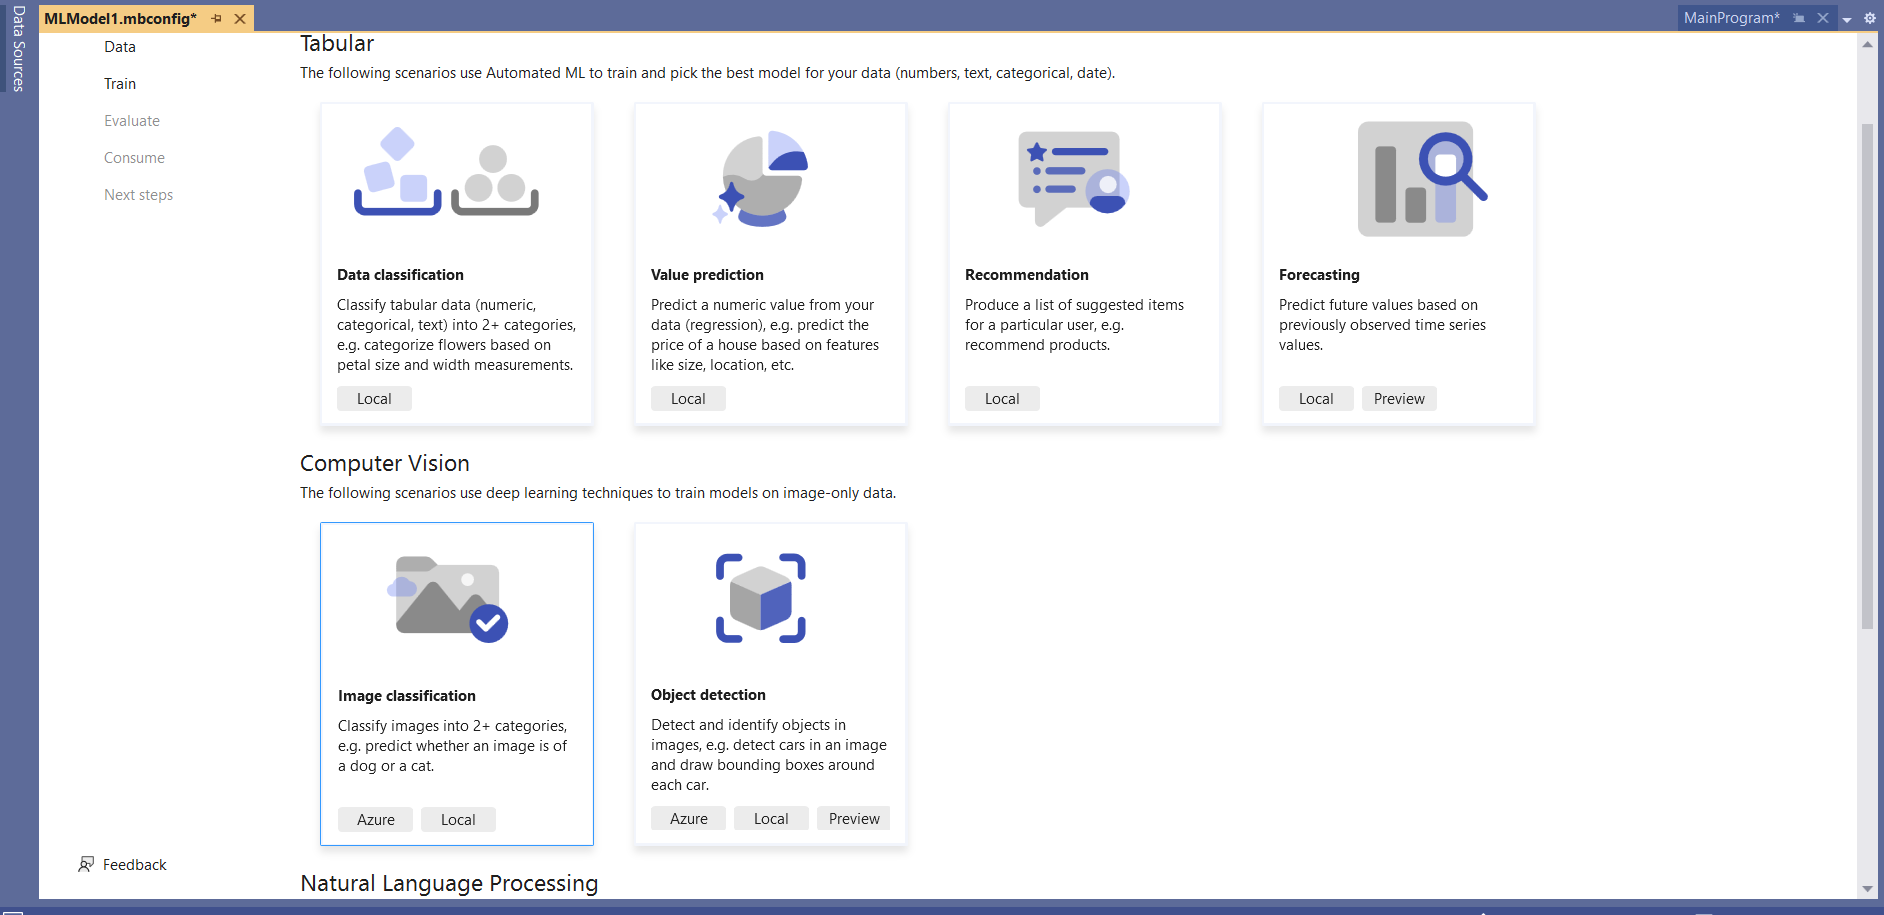 Data Sources
MLModel1.mbconfig*
MainProgram*
Data
Train
Evaluate
Consume
Next steps
Feedback
Tabular
The following scenarios use Automated ML to train and pick the best model for your data (numbers, text, categorical, date).
Data classification
Classify tabular data (numeric,
categorical, text) into 2+ categories,
e.g. categorize flowers based on
petal size and width measurements.
Local
Value prediction
Predict a numeric value from your
data (regression), e.g. predict the
price of a house based on features
like size, location, etc.
Local
Recommendation
Produce a list of suggested items
for a particular user, e.g.
recommend products.
Local
Forecasting
Predict future values based on
previously observed time series
values.
Local Preview
Computer Vision
The following scenarios use deep learning techniques to train models on image-only data.
Image classification
Classify images into 2+ categories,
e.g. predict whether an image is of
a dog or a cat.
Azure Local
Object detection
Detect and identify objects in
images, e.g. detect cars in an image
and draw bounding boxes around
each car.
Azure Local Preview
Natural Language Processing